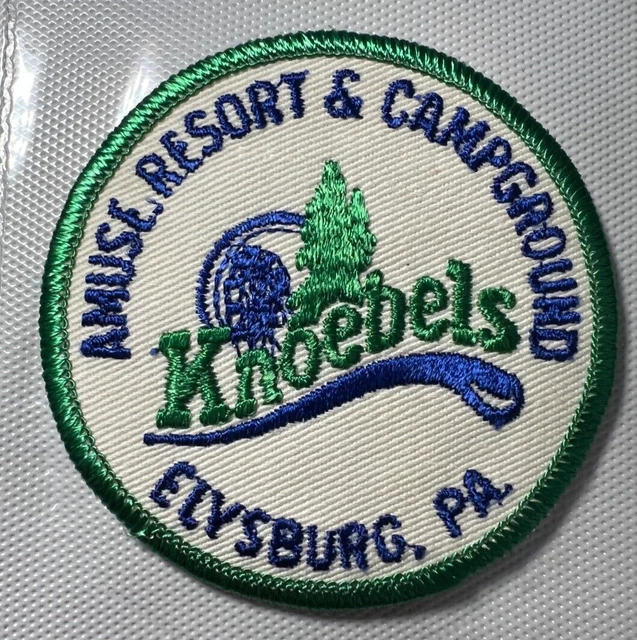 AMUSE. RESORT & CAMPGROUND
Knoebels
ELYSBURG, PA.